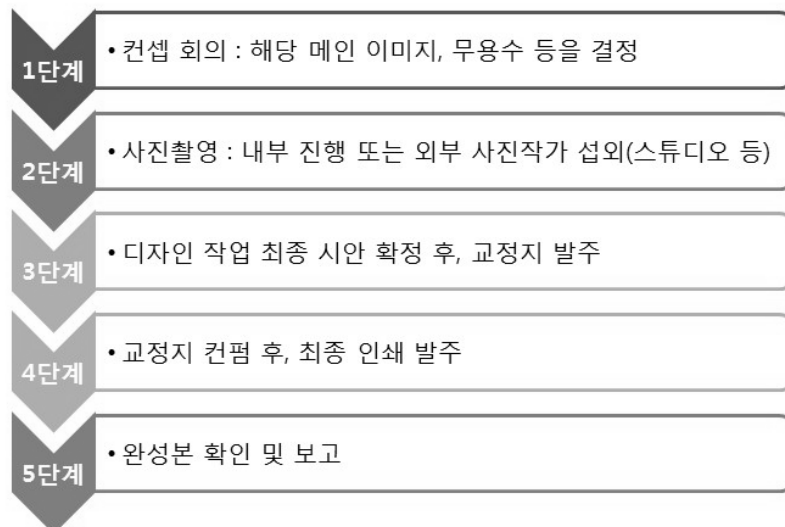 1단계
• 컨셉 회의 : 해당 메인 이미지, 무용수 등을 결정
2단계
• 사진촬영 : 내부 진행 또는 외부 사진작가 섭외(스튜디오 등)
3단계
• 디자인 작업 최종 시안 확정 후, 교정지 발주
4단계
• 교정지 컨펌 후, 최종 인쇄 발주
5단계
• 완성본 확인 및 보고